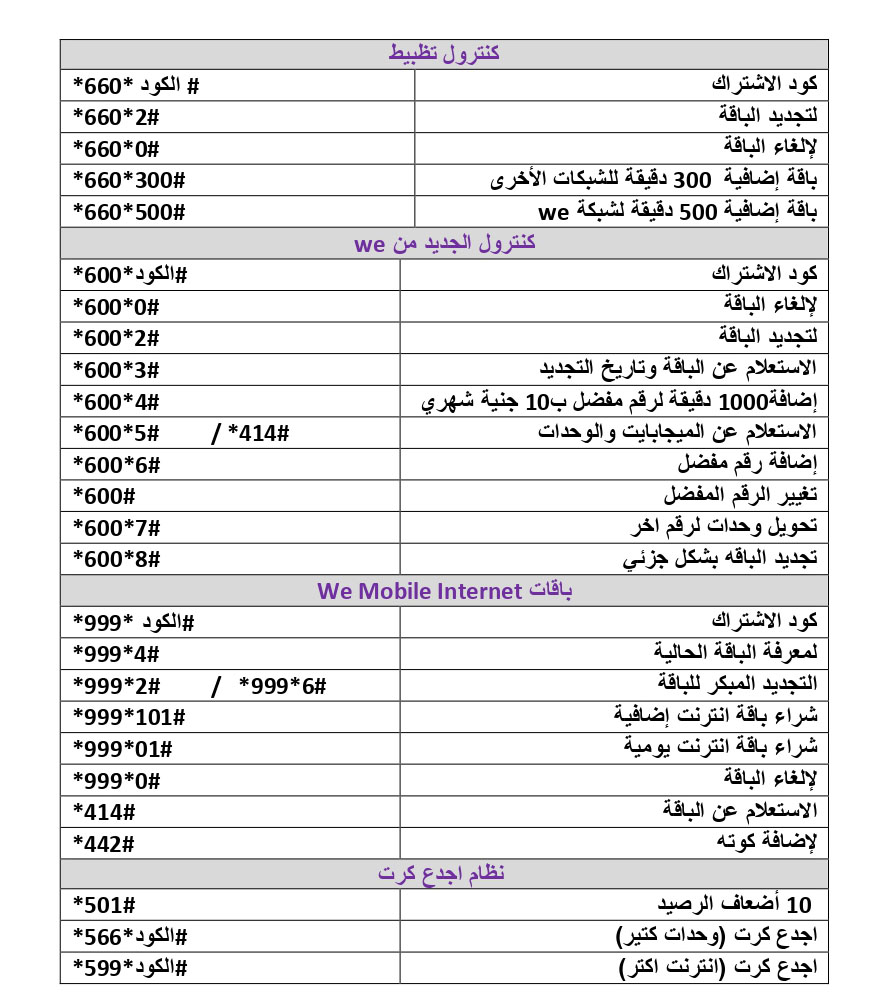 كنترول تظبيط
كود الاشتراك *660* الكود #
لتجديد الباقة *660*2#
لإلغاء الباقة *660*0#
باقة إضافية 300 دقيقة للشبكات الأخرى *660*300#
باقة إضافية 500 دقيقة لشبكة we *660*500#
كنترول الجديد من we
كود الاشتراك *600*الكود#
لإلغاء الباقة *600*0#
لتجديد الباقة *600*2#
الاستعلام عن الباقة وتاريخ التجديد *600*3#
إضافة1000 دقيقة لرقم مفضل ب10 جنية شهري *600*4#
الاستعلام عن الميجابايت والوحدات *600*5# / *414#
إضافة رقم مفضل *600*6#
تغيير الرقم المفضل *600#
تحويل وحدات لرقم اخر *600*7#
تجديد الباقه بشكل جزئي *600*8#
باقات We Mobile Internet
كود الاشتراك *999* الكود#
لمعرفة الباقة الحالية *999*4#
التجديد المبكر للباقة *999*2# / *999*6#
شراء باقة انترنت إضافية *999*101#
شراء باقة انترنت يومية *999*01#
لإلغاء الباقة *999*0#
الاستعلام عن الباقة *414#
لإضافة كوته *442#
نظام اجدع كرت
10 أضعاف الرصيد *501#
اجدع كرت (وحدات كتير) *566*الكود#
اجدع كرت (انترنت اكتر) *599*الكود#